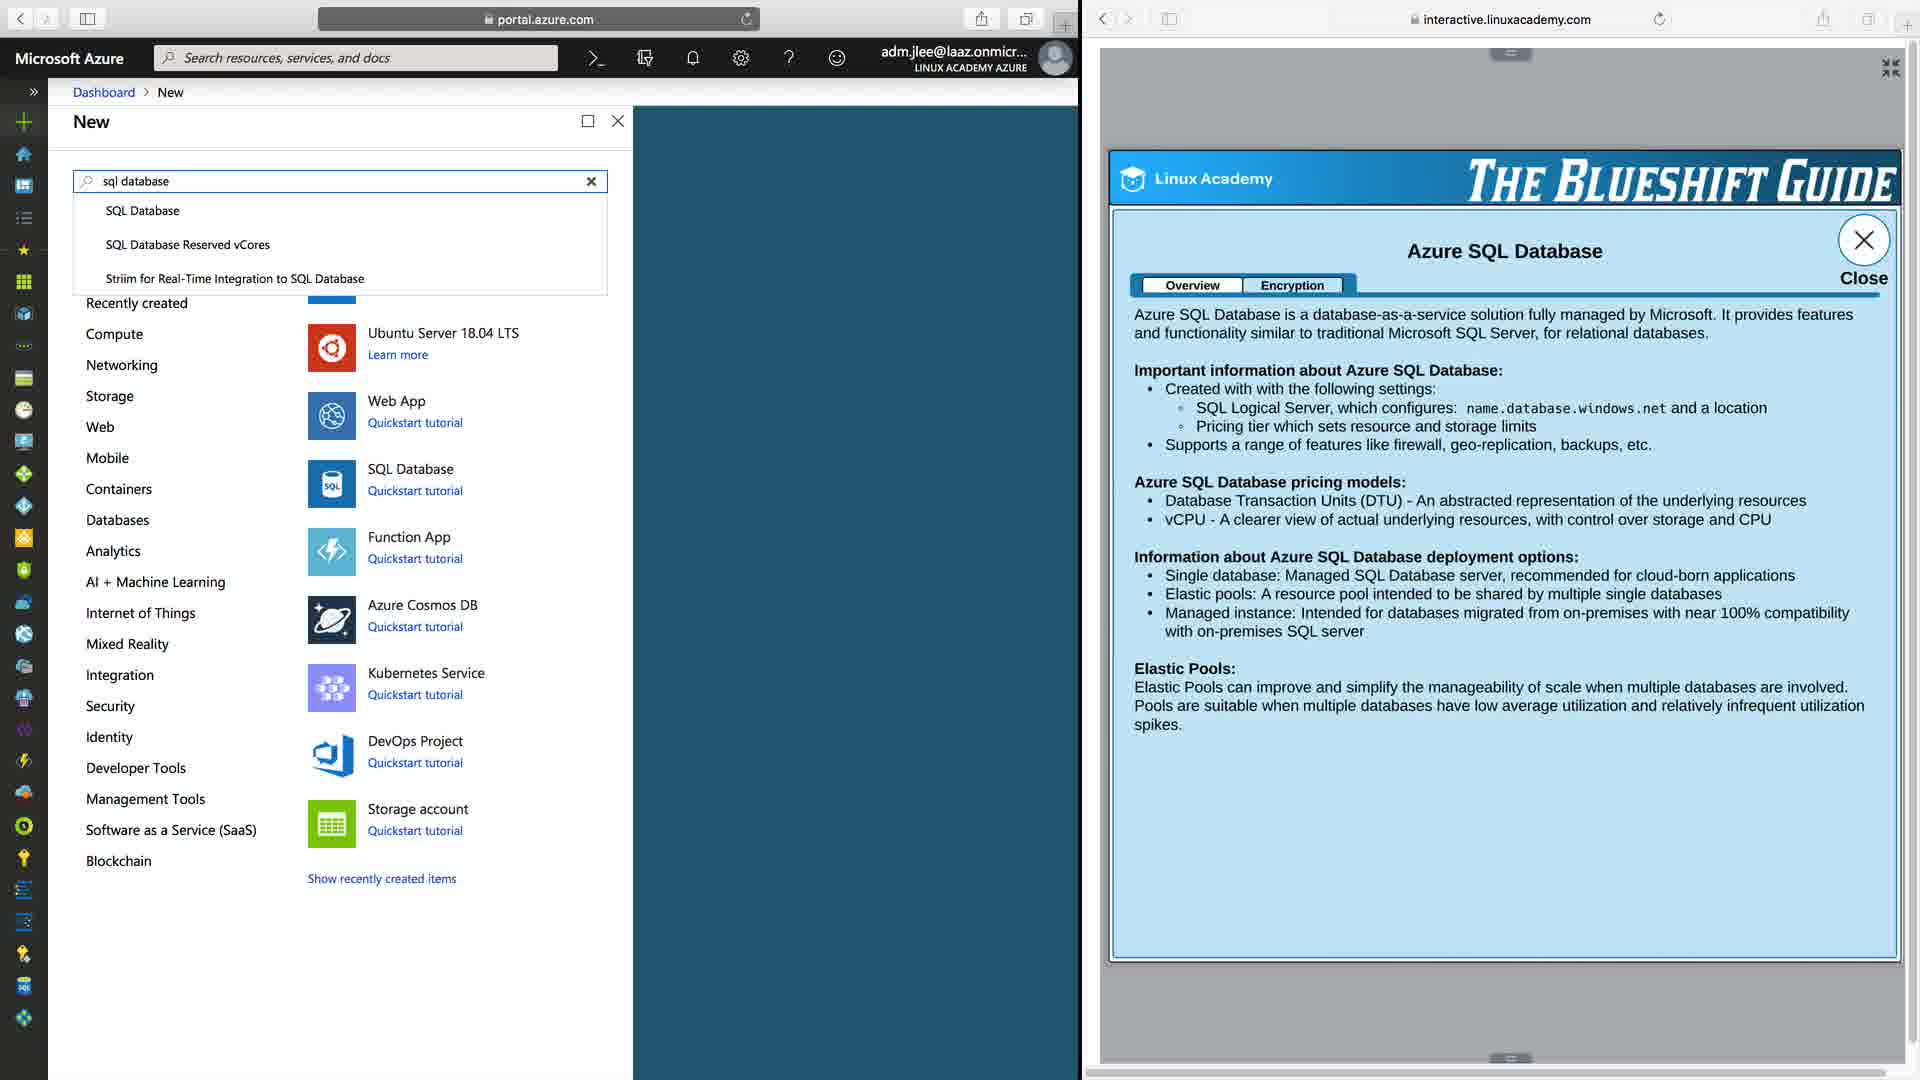 portal.azure.com
Microsoft Azure
Search resources, services, and docs
adm.jlee@laaz.onmicr...
LINUX ACADEMY AZURE
Dashboard > New
New
sql database
SQL Database
SQL Database Reserved vCores
Striim for Real-Time Integration to SQL Database
Recently created
Compute
Networking
Storage
Web
Mobile
Containers
Databases
Analytics
AI + Machine Learning
Internet of Things
Mixed Reality
Integration
Security
Identity
Developer Tools
Management Tools
Software as a Service (SaaS)
Blockchain
Ubuntu Server 18.04 LTS
Learn more
Web App
Quickstart tutorial
SQL
SQL Database
Quickstart tutorial
Function App
Quickstart tutorial
Azure Cosmos DB
Quickstart tutorial
Kubernetes Service
Quickstart tutorial
DevOps Project
Quickstart tutorial
Storage account
Quickstart tutorial
Show recently created items
interactive.linuxacademy.com
Linux Academy
THE BLUESHIFT GUIDE
Azure SQL Database
Close
Overview
Encryption
Azure SQL Database is a database-as-a-service solution fully managed by Microsoft. It provides features
and functionality similar to traditional Microsoft SQL Server, for relational databases.
Important information about Azure SQL Database:
• Created with with the following settings:
◦ SQL Logical Server, which configures: name.database.windows.net and a location
◦ Pricing tier which sets resource and storage limits
• Supports a range of features like firewall, geo-replication, backups, etc.
Azure SQL Database pricing models:
• Database Transaction Units (DTU) - An abstracted representation of the underlying resources
• vCPU - A clearer view of actual underlying resources, with control over storage and CPU
Information about Azure SQL Database deployment options:
• Single database: Managed SQL Database server, recommended for cloud-born applications
• Elastic pools: A resource pool intended to be shared by multiple single databases
• Managed instance: Intended for databases migrated from on-premises with near 100% compatibility
with on-premises SQL server
Elastic Pools:
Elastic Pools can improve and simplify the manageability of scale when multiple databases are involved.
Pools are suitable when multiple databases have low average utilization and relatively infrequent utilization
spikes.